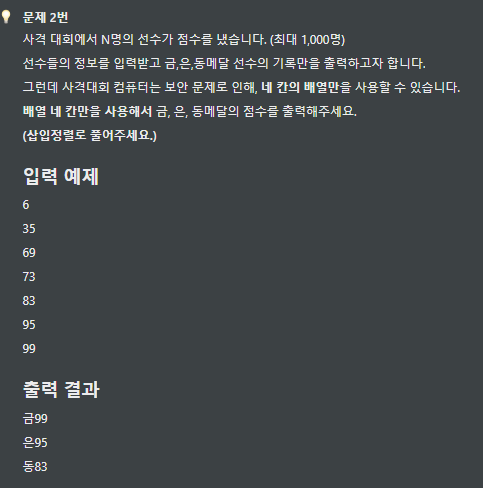 문제 2번
사격 대회에서 N명의 선수가 점수를 냈습니다. (최대 1,000명)
선수들의 정보를 입력받고 금,은,동메달 선수의 기록만을 출력하고자 합니다.
그런데 사격대회 컴퓨터는 보안 문제로 인해, 네 칸의 배열만을 사용할 수 있습니다.
배열 네 칸만을 사용해서 금, 은, 동메달의 점수를 출력해주세요.
(삽입정렬로 풀어주세요.)
입력 예제
6
35
69
73
83
95
99
출력 결과
금99
은95
동83